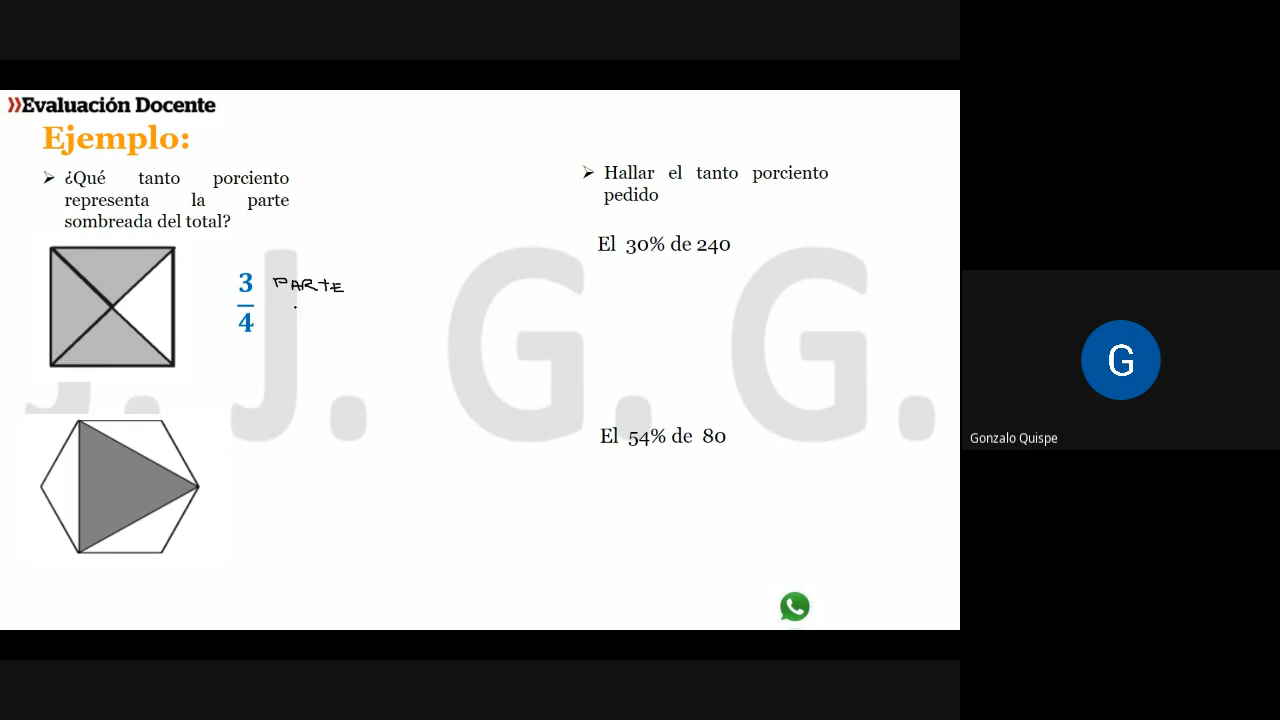 »Evaluación Docente
Ejemplo:
➢ ¿Qué tanto porciento
representa la parte
sombreada del total?
3
4
PARTE
➢ Hallar el tanto porciento
pedido
El 30% de 240
El 54% de 80
J. J. G. G.
G
Gonzalo Quispe